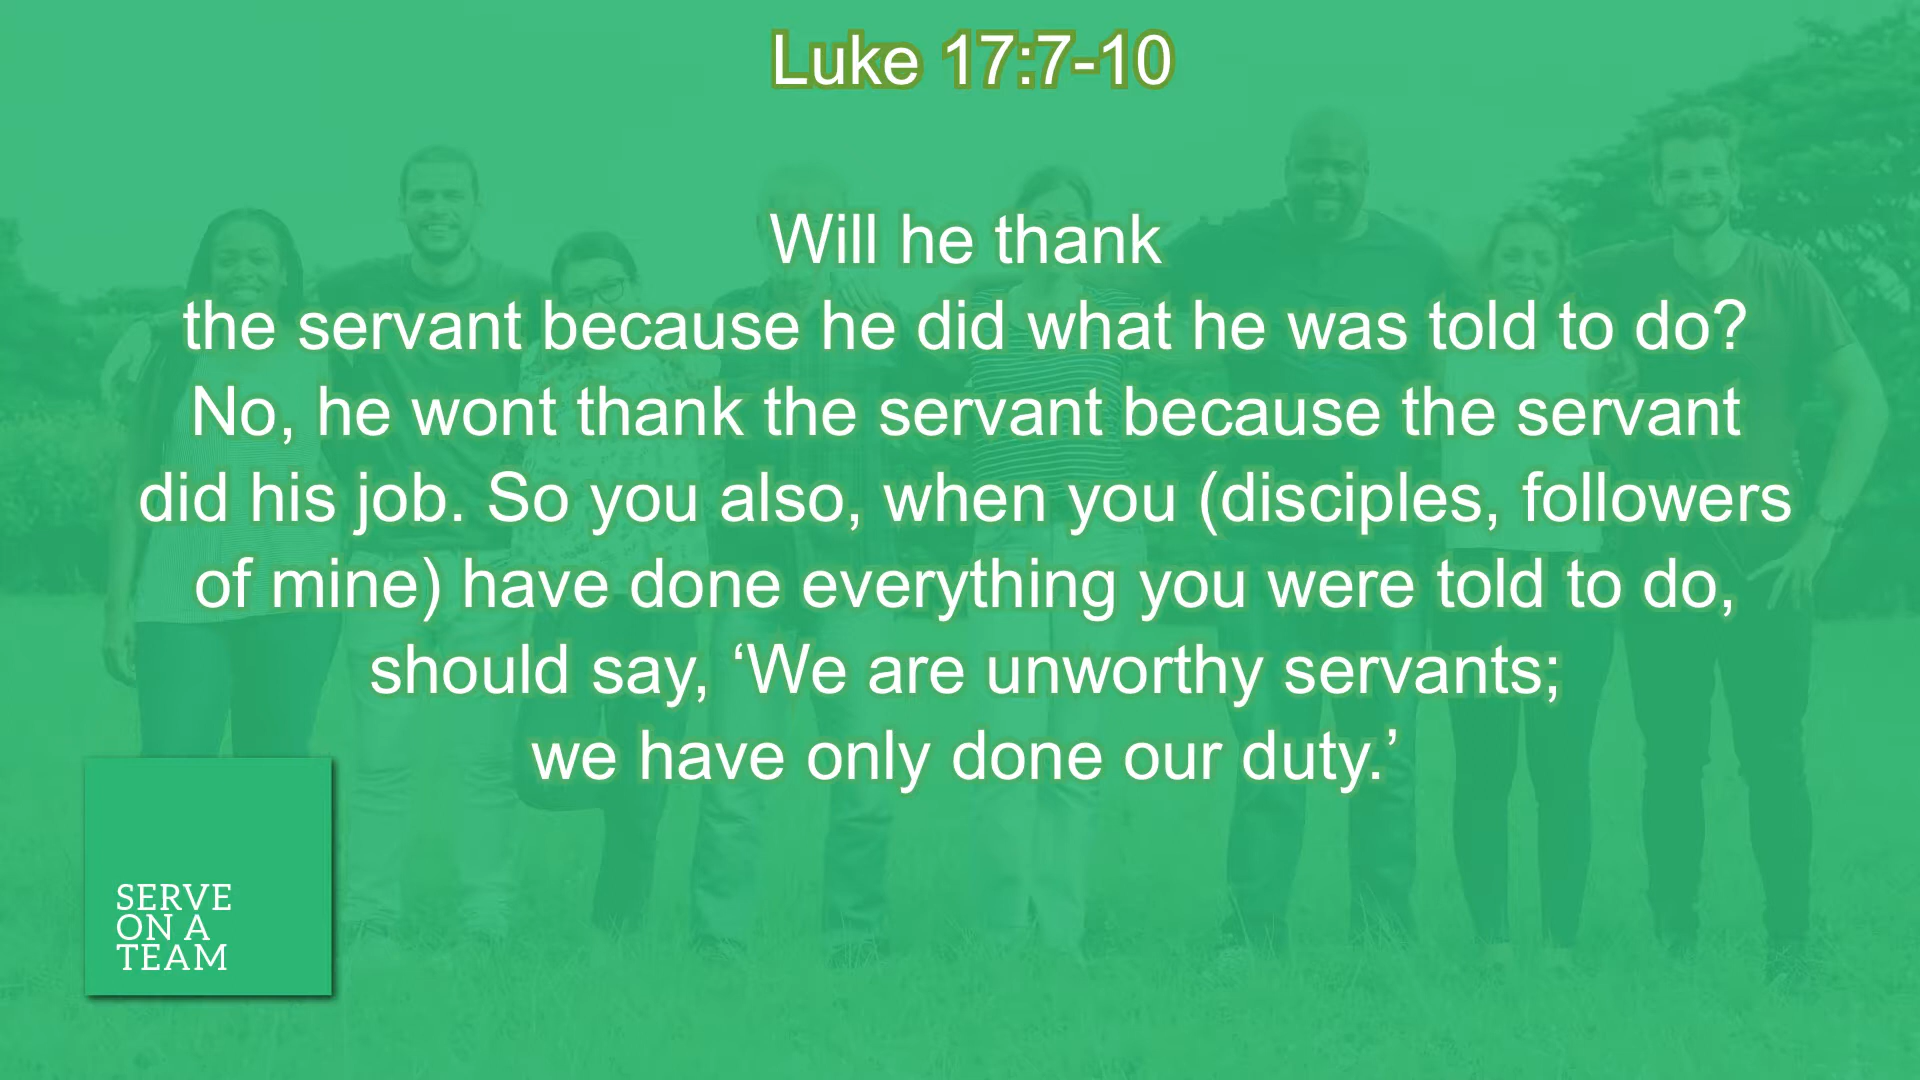 Luke 17:7-10
Will he thank
the servant because he did what he was told to do?
No, he wont thank the servant because the servant
did his job. So you also, when you (disciples, followers
of mine) have done everything you were told to do,
should say, ‘We are unworthy servants;
we have only done our duty.’
SERVE
ON A
TEAM